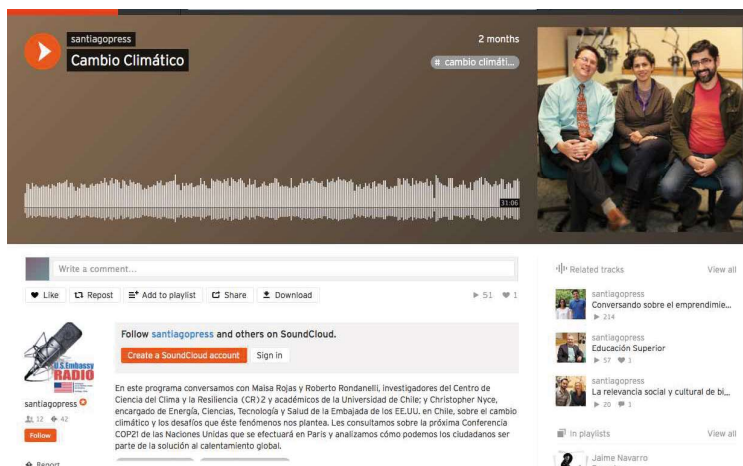 santiagopress
2 months
Cambio Climático
# cambio climáti...
31:06
Write a comment...
Like
Repost
Add to playlist
Share
Download
51
1
Follow santiagopress and others on SoundCloud.
Create a SoundCloud account
Sign in
U.S.Embassy
RADIO
santiagopress
12
42
Follow
Report
En este programa conversamos con Maisa Rojas y Roberto Rondanelli, investigadores del Centro de
Ciencia del Clima y la Resiliencia (CR)2 y académicos de la Universidad de Chile; y Christopher Nyce,
encargado de Energía, Ciencias, Tecnología y Salud de la Embajada de los EE.UU. en Chile, sobre el cambio
climático y los desafíos que éste fenómenos nos plantea. Les consultamos sobre la próxima Conferencia
COP21 de las Naciones Unidas que se efectuará en París y analizamos cómo podemos los ciudadanos ser
parte de la solución al calentamiento global.
Related tracks
View all
santiagopress
Conversando sobre el emprendimie...
214
santiagopress
Educación Superior
57
1
santiagopress
La relevancia social y cultural de bi...
20
1
In playlists
View all
Jaime Navarro